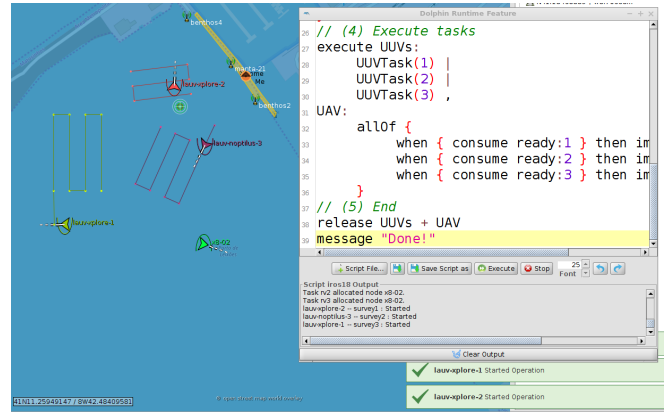 benthos4
manta-21
ome
Me
benthos2
lauv-xplore-2
lauv-noptilus-3
lauv-xplore-1
x8-02
41N11.25949147 / 8W42.48409581
Dolphin Runtime Feature
26 // (4) Execute tasks
27 execute UUVs:
28 UUVTask(1) |
29 UUVTask(2) |
30 UUVTask(3) ,
31 UAV:
32 allOf {
33 when { consume ready:1 } then im
34 when { consume ready:2 } then im
35 when { consume ready:3 } then im
36 }
37 // (5) End
38 release UUVs + UAV
39 message "Done!"
Script File...
Save Script as
Execute
Stop
25
Font
Script iros18 Output
Task rv2 allocated node x8-02.
Task rv3 allocated node x8-02.
lauv-xplore-2 -- survey1 : Started
lauv-noptilus-3 -- survey2 : Started
lauv-xplore-1 -- survey3 : Started
Clear Output
lauv-xplore-1 Started Operation
lauv-xplore-2 Started Operation